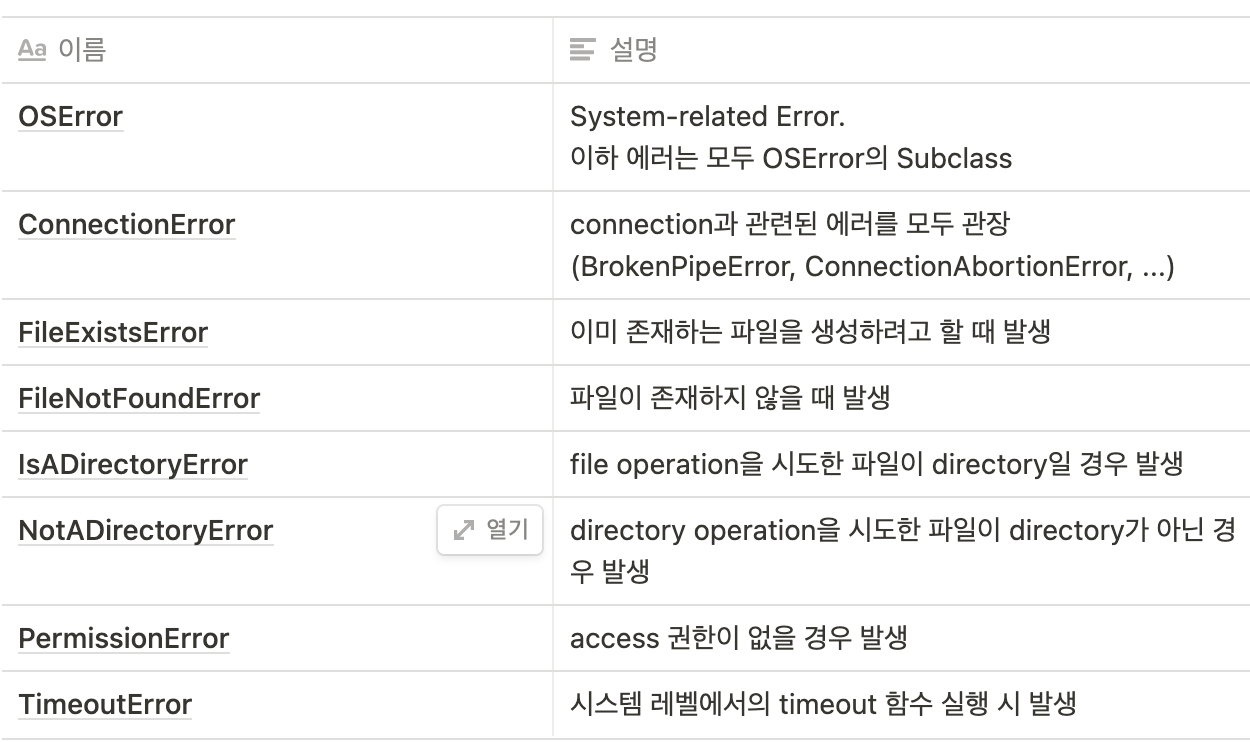 Aa 이름
설명
OSError
System-related Error.
이하 에러는 모두 OSError의 Subclass
ConnectionError
connection과 관련된 에러를 모두 관장
(BrokenPipeError, ConnectionAbortionError, ...)
FileExistsError
이미 존재하는 파일을 생성하려고 할 때 발생
FileNotFoundError
파일이 존재하지 않을 때 발생
IsADirectoryError
file operation을 시도한 파일이 directory일 경우 발생
NotADirectoryError
열기
directory operation을 시도한 파일이 directory가 아닌 경
우 발생
PermissionError
access 권한이 없을 경우 발생
TimeoutError
시스템 레벨에서의 timeout 함수 실행 시 발생